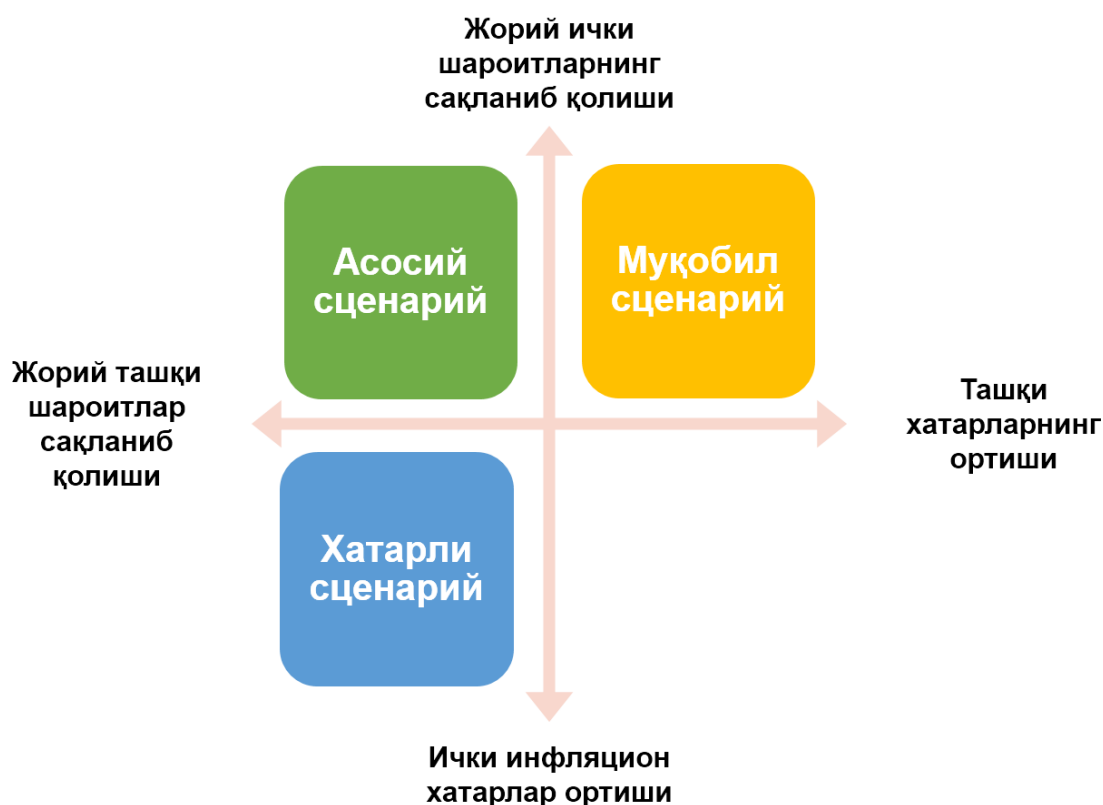 Жорий ички
шароитларнинг
сақланиб қолиши
Асосий
сценарий
Муқобил
сценарий
Жорий ташқи
шароитлар
сақланиб
қолиши
Ташқи
хатарларнинг
ортиши
Хатарли
сценарий
Ички инфляцион
хатарлар ортиши